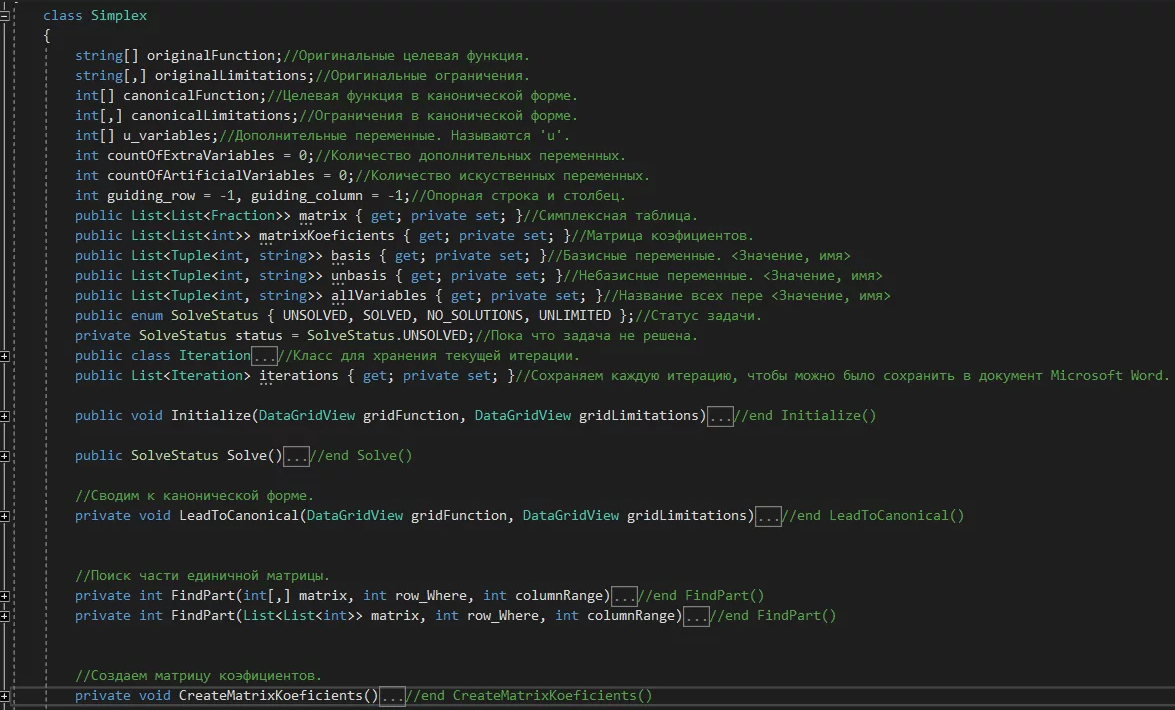 class Simplex
{
string[] originalFunction;//Оригинальные целевая функция.
string[,] originalLimitations;//Оригинальные ограничения.
int[] canonicalFunction;//Целевая функция в канонической форме.
int[,] canonicalLimitations;//Ограничения в канонической форме.
int[] u_variables;//Дополнительные переменные. Называются 'u'.
int countOfExtraVariables = 0;//Количество дополнительных переменных.
int countOfArtificialVariables = 0;//Количество искуственных переменных.
int guiding_row = -1, guiding_column = -1;//Опорная строка и столбец.
public List<List<Fraction>> matrix { get; private set; }//Симплексная таблица.
public List<List<int>> matrixKoeficients { get; private set; }//Матрица коэфициентов.
public List<Tuple<int, string>> basis { get; private set; }//Базисные переменные. <Значение, имя>
public List<Tuple<int, string>> unbasis { get; private set; }//Небазисные переменные. <Значение, имя>
public List<Tuple<int, string>> allVariables { get; private set; }//Название всех пере <Значение, имя>
public enum SolveStatus { UNSOLVED, SOLVED, NO_SOLUTIONS, UNLIMITED };//Статус задачи.
private SolveStatus status = SolveStatus.UNSOLVED;//Пока что задача не решена.
public class Iteration...//Класс для хранения текущей итерации.
public List<Iteration> iterations { get; private set; }//Сохраняем каждую итерацию, чтобы можно было сохранить в документ Microsoft Word.
public void Initialize(DataGridView gridFunction, DataGridView gridLimitations)...//end Initialize()
public SolveStatus Solve()...//end Solve()
//Сводим к канонической форме.
private void LeadToCanonical(DataGridView gridFunction, DataGridView gridLimitations)...//end LeadToCanonical()
//Поиск части единичной матрицы.
private int FindPart(int[,] matrix, int row_Where, int columnRange)...//end FindPart()
private int FindPart(List<List<int>> matrix, int row_Where, int columnRange)...//end FindPart()
//Создаем матрицу коэфициентов.
private void CreateMatrixKoeficients()...//end CreateMatrixKoeficients()